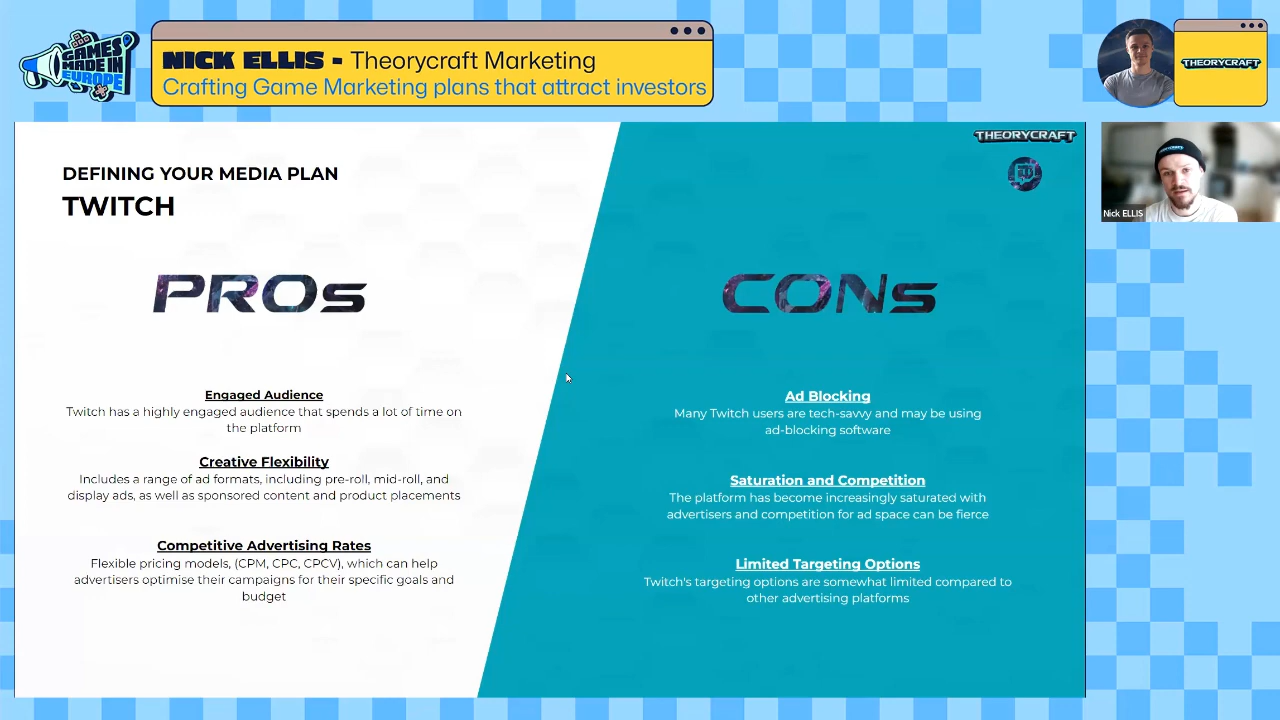 GAMES
MADE IN
EUROPE
NICK ELLIS - Theorycraft Marketing
Crafting Game Marketing plans that attract investors
THEORYCRAFT
THEORYCRAFT
DEFINING YOUR MEDIA PLAN
TWITCH
PROs
Engaged Audience
Twitch has a highly engaged audience that spends a lot of time on
the platform
Creative Flexibility
Includes a range of ad formats, including pre-roll, mid-roll, and
display ads, as well as sponsored content and product placements
Competitive Advertising Rates
Flexible pricing models, (CPM, CPC, CPCV), which can help
advertisers optimise their campaigns for their specific goals and
budget
CONs
Ad Blocking
Many Twitch users are tech-savvy and may be using
ad-blocking software
Saturation and Competition
The platform has become increasingly saturated with
advertisers and competition for ad space can be fierce
Limited Targeting Options
Twitch's targeting options are somewhat limited compared to
other advertising platforms
Nick ELLIS